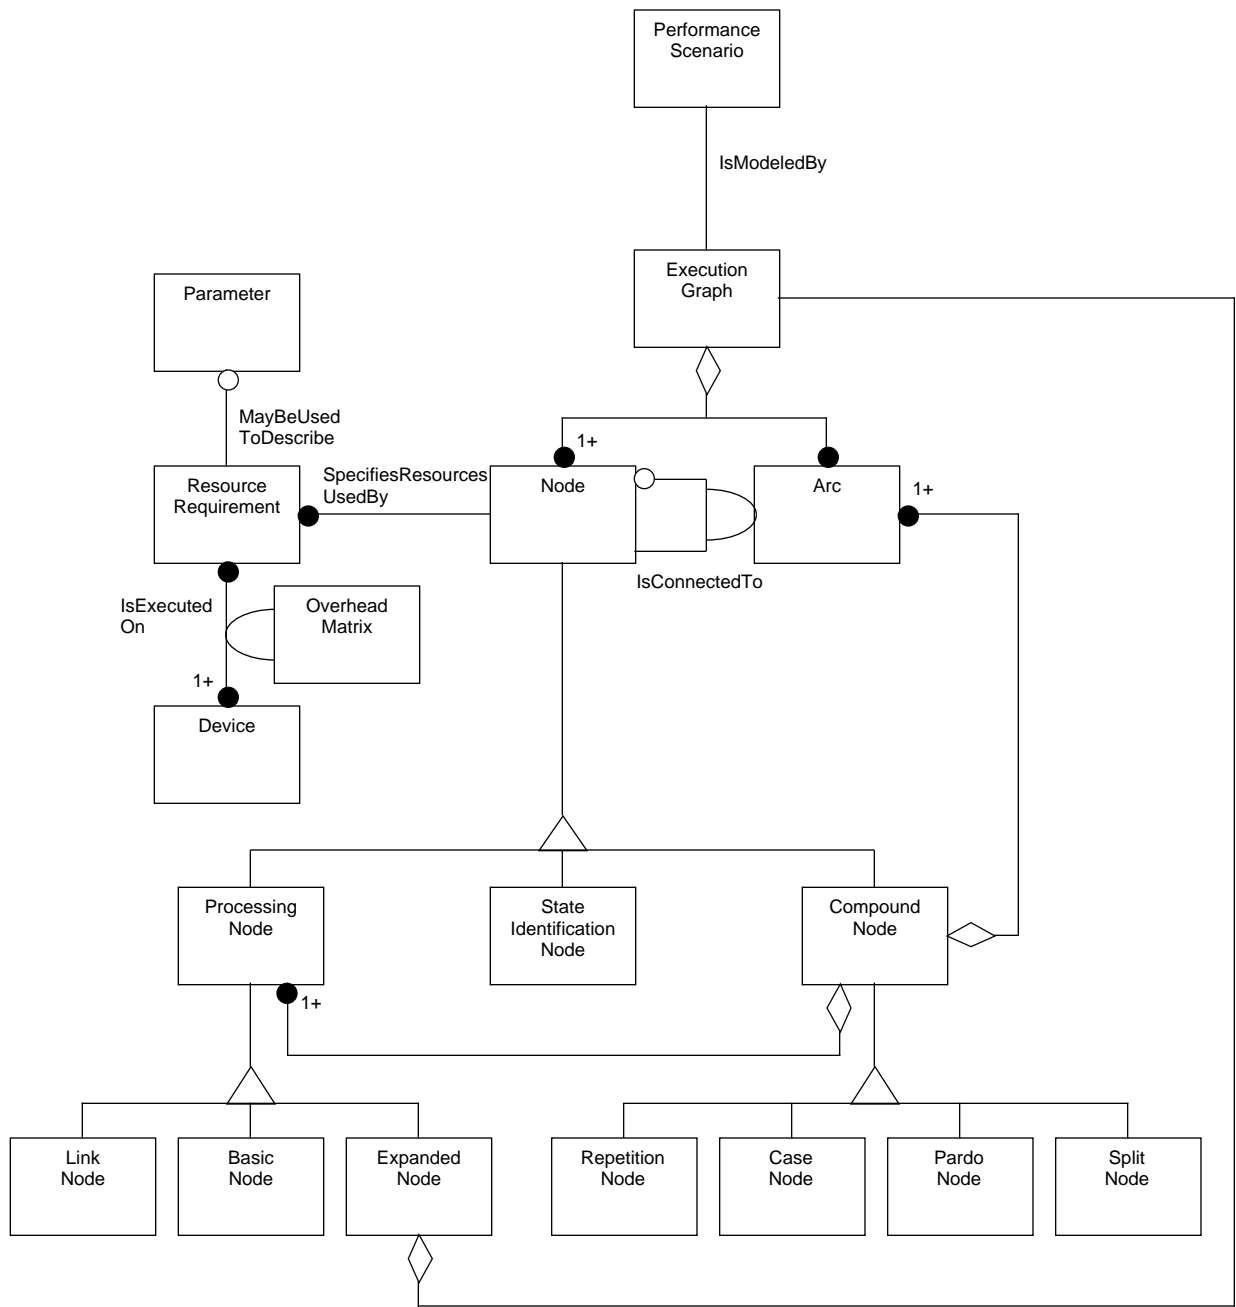 Performance
Scenario
IsModeledBy
Execution
Graph
Parameter
MayBeUsed
ToDescribe
1+
Resource
Requirement
SpecifiesResources
UsedBy
Node
Arc
1+
IsConnectedTo
IsExecuted
On
Overhead
Matrix
1+
Device
Processing
Node
State
Identification
Node
Compound
Node
1+
Link
Node
Basic
Node
Expanded
Node
Repetition
Node
Case
Node
Pardo
Node
Split
Node